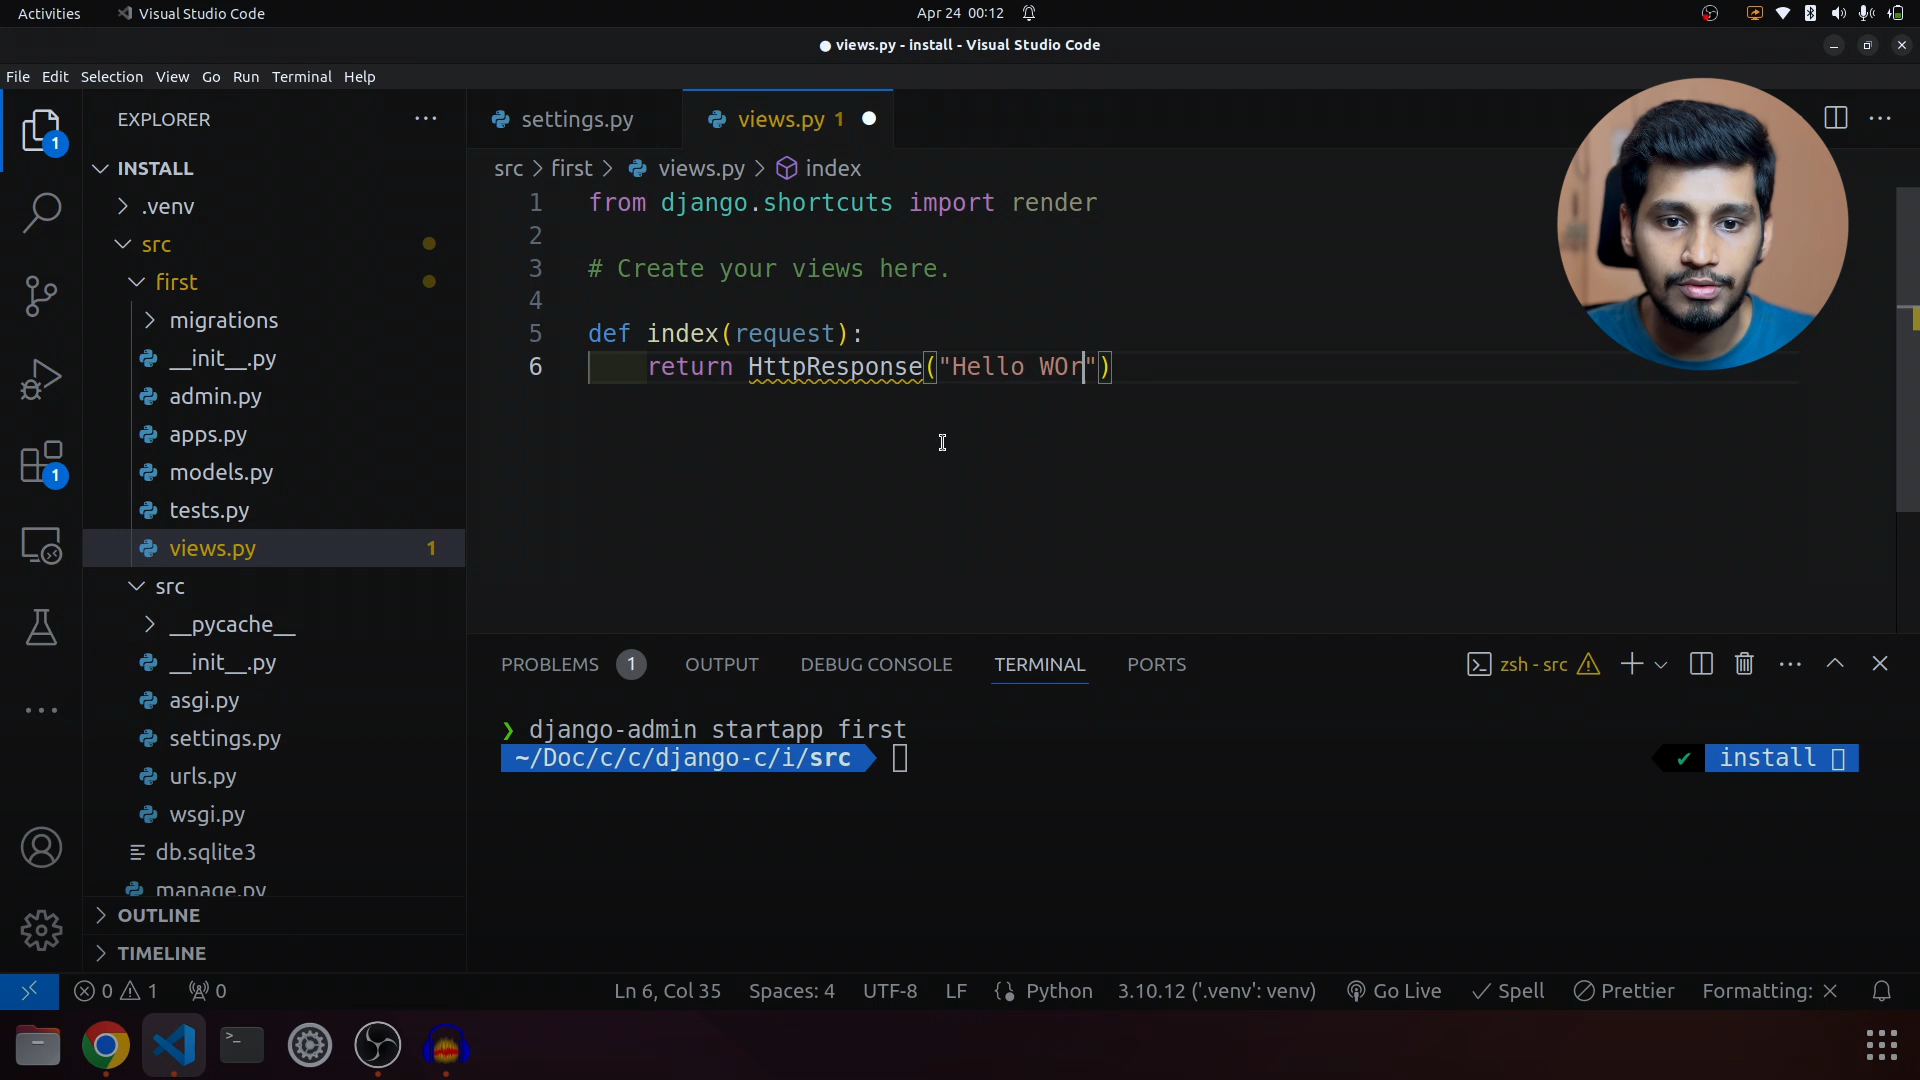 Activities Visual Studio Code Apr 24 00:12
views.py - install - Visual Studio Code
File Edit Selection View Go Run Terminal Help
EXPLORER
INSTALL
.venv
src
first
migrations
__init__.py
admin.py
apps.py
models.py
tests.py
views.py 1
src
__pycache__
__init__.py
asgi.py
settings.py
urls.py
wsgi.py
db.sqlite3
manage.py
OUTLINE
TIMELINE
1
1
settings.py views.py 1
src > first > views.py > index
1 from django.shortcuts import render
2
3 # Create your views here.
4
5 def index(request):
6 return HttpResponse("Hello WOr")
PROBLEMS 1 OUTPUT DEBUG CONSOLE TERMINAL PORTS zsh - src
❯ django-admin startapp first
~/Doc/c/c/django-c/i/src ✔ install
0 1 0 Ln 6, Col 35 Spaces: 4 UTF-8 LF Python 3.10.12 ('.venv': venv) Go Live Spell Prettier Formatting: ×